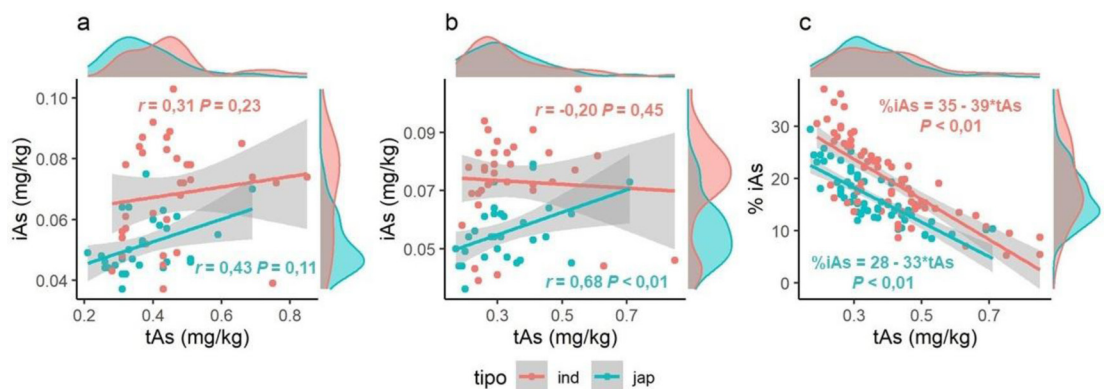 a
b
c
r = 0,31 P = 0,23
r = 0,43 P = 0,11
0.10
0.08
0.06
0.04
iAs (mg/kg)
0.2
0.4
0.6
0.8
tAs (mg/kg)
r = -0,20 P = 0,45
r = 0,68 P < 0,01
0.09
0.07
0.05
iAs (mg/kg)
0.3
0.5
0.7
tAs (mg/kg)
%iAs = 35 - 39*tAs
P < 0,01
%iAs = 28 - 33*tAs
P < 0,01
30
20
10
0
% iAs
0.3
0.5
0.7
tAs (mg/kg)
tipo ind jap